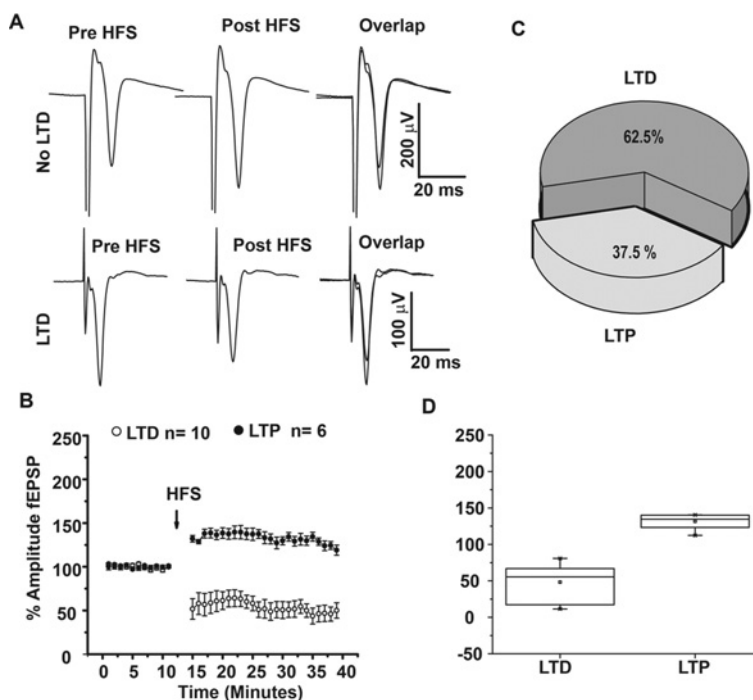 A
Pre HFS Post HFS Overlap
No LTD
200 µV
20 ms
Pre HFS Post HFS Overlap
LTD
100 µV
20 ms
B
LTD n= 10 LTP n= 6
HFS
% Amplitude fEPSP
250
200
150
100
50
0
0 5 10 15 20 25 30 35 40
Time (Minutes)
C
LTD
62.5%
37.5 %
LTP
D
250
200
150
100
50
0
-50
LTD LTP